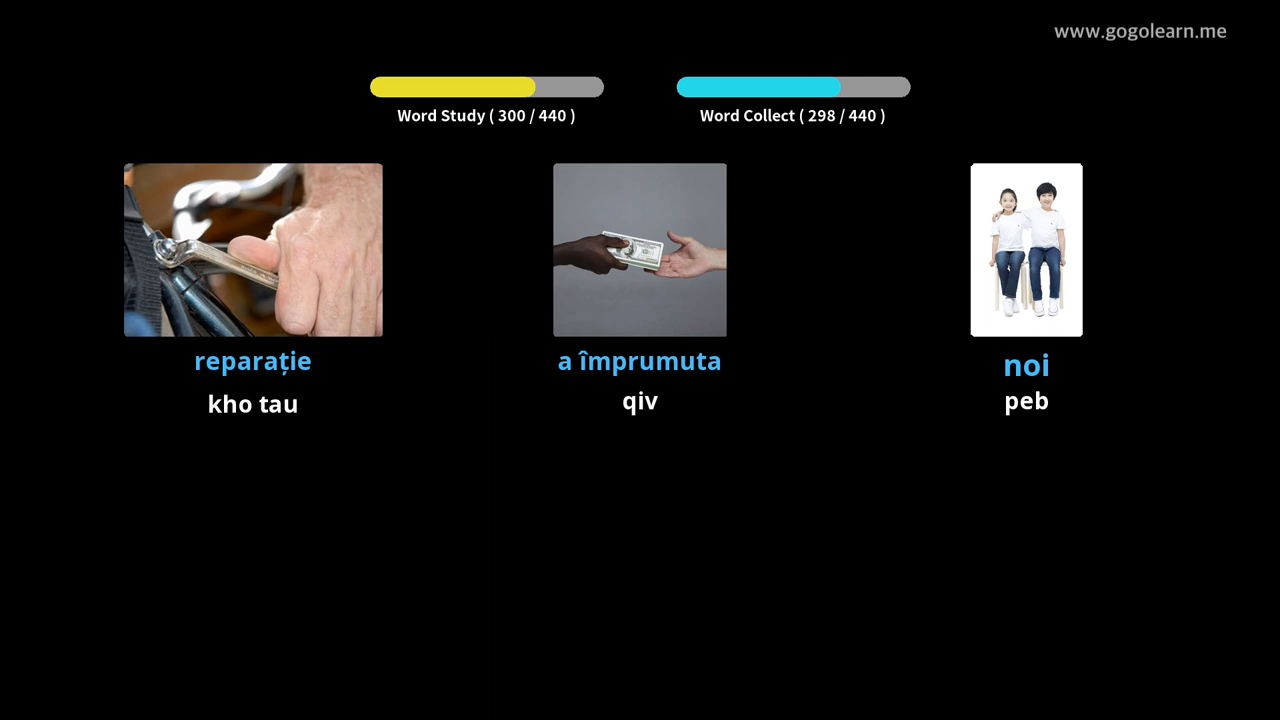 www.gogolearn.me
Word Study ( 300 / 440 )
Word Collect ( 298 / 440 )
reparație
a împrumuta
noi
kho tau
qiv
peb